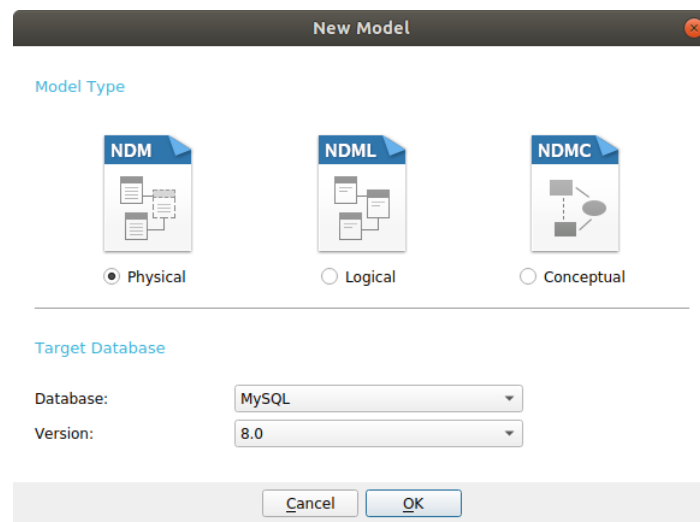 New Model
Model Type
NDM NDML NDMC
Physical Logical Conceptual
Target Database
Database: MySQL
Version: 8.0
Cancel OK